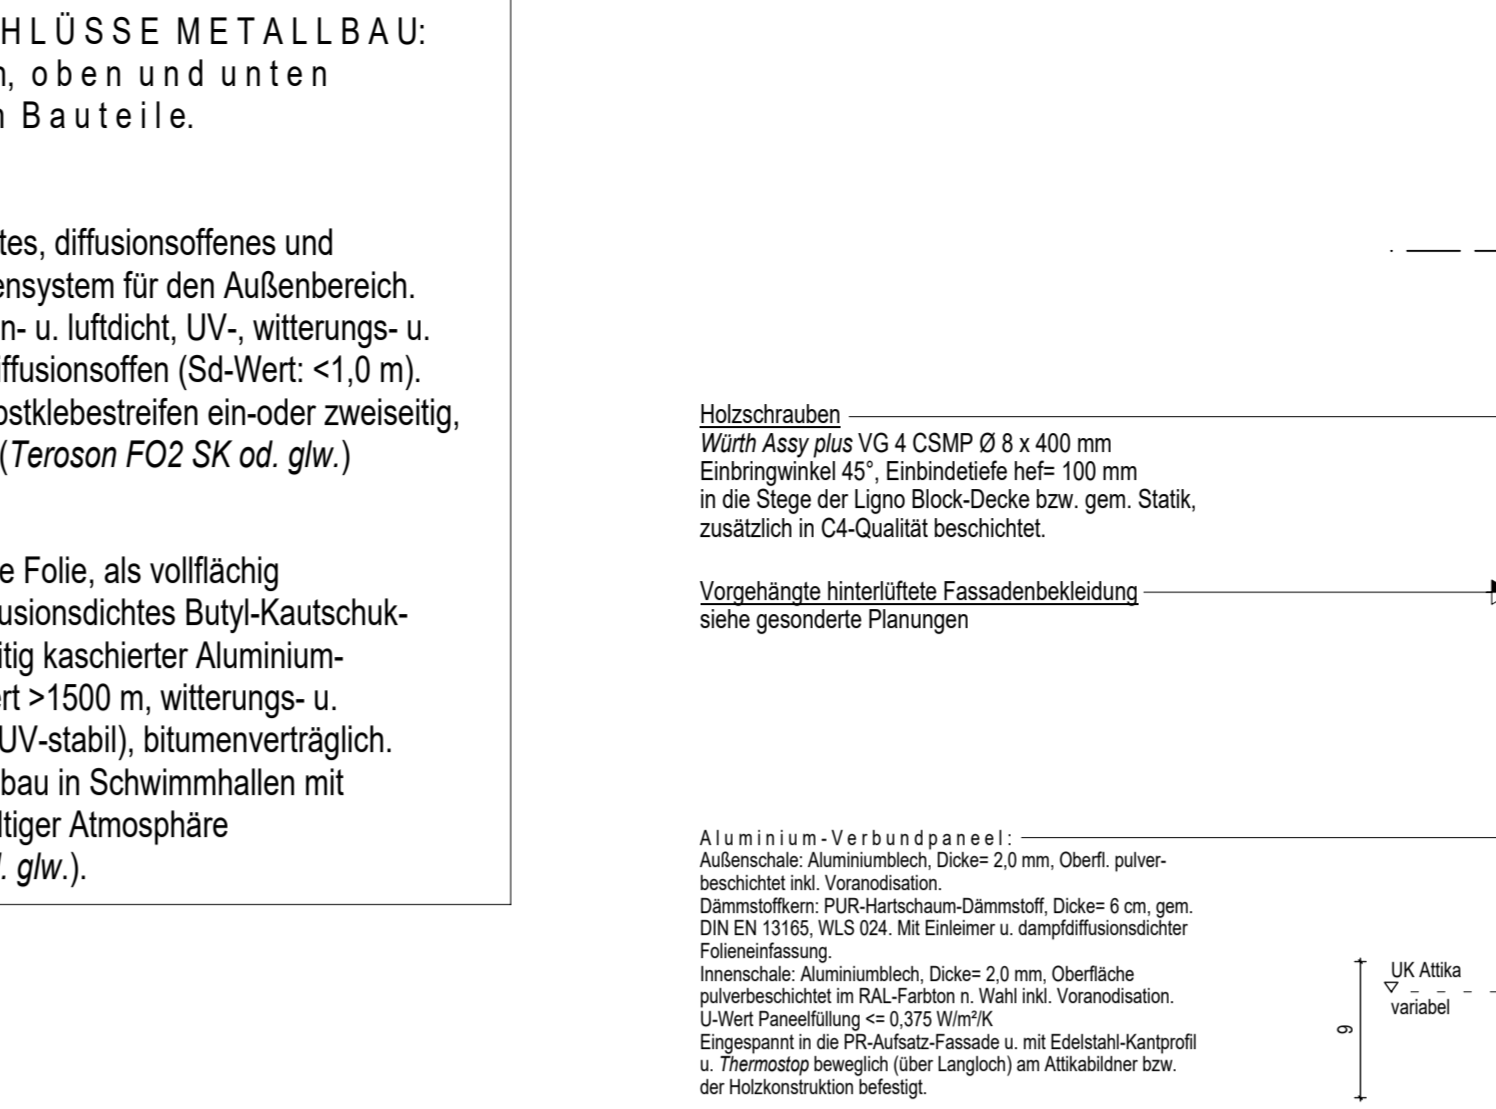 HLÜSSE METALLBAU:
n, oben und unten
n Bauteile.
tes, diffusionsoffenes und
ensystem für den Außenbereich.
n- u. luftdicht, UV-, witterungs- u.
iffusionsoffen (Sd-Wert: <1,0 m).
ostklebestreifen ein-oder zweiseitig,
(Teroson FO2 SK od. glw.)
e Folie, als vollflächig
usionsdichtes Butyl-Kautschuk-
itig kaschierter Aluminium-
rt >1500 m, witterungs- u.
UV-stabil), bitumenverträglich.
bau in Schwimmhallen mit
ltiger Atmosphäre
l. glw.).
Holzschrauben
Würth Assy plus VG 4 CSMP Ø 8 x 400 mm
Einbringwinkel 45°, Einbindetiefe hef= 100 mm
in die Stege der Ligno Block-Decke bzw. gem. Statik,
zusätzlich in C4-Qualität beschichtet.
Vorgehängte hinterlüftete Fassadenbekleidung
siehe gesonderte Planungen
Aluminium-Verbundpaneel:
Außenschale: Aluminiumblech, Dicke= 2,0 mm, Oberfl. pulver-
beschichtet inkl. Voranodisation.
Dämmstoffkern: PUR-Hartschaum-Dämmstoff, Dicke= 6 cm, gem.
DIN EN 13165, WLS 024. Mit Einleimer u. dampfdiffusionsdichter
Folieneinfassung.
Innenschale: Aluminiumblech, Dicke= 2,0 mm, Oberfläche
pulverbeschichtet im RAL-Farbton n. Wahl inkl. Voranodisation.
U-Wert Paneelfüllung <= 0,375 W/m²/K
Eingespannt in die PR-Aufsatz-Fassade u. mit Edelstahl-Kantprofil
u. Thermostop beweglich (über Langloch) am Attikabildner bzw.
der Holzkonstruktion befestigt.
UK Attika
variabel
9